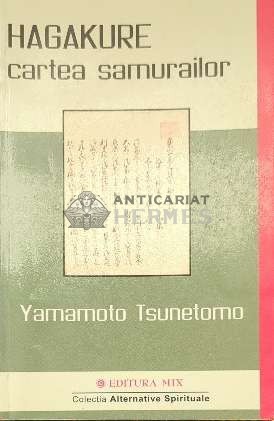 HAGAKURE
cartea samurailor
ANTICARIAT
HERMES
Yamamoto Tsunetomo
EDITURA MIX
Colecția Alternative Spirituale